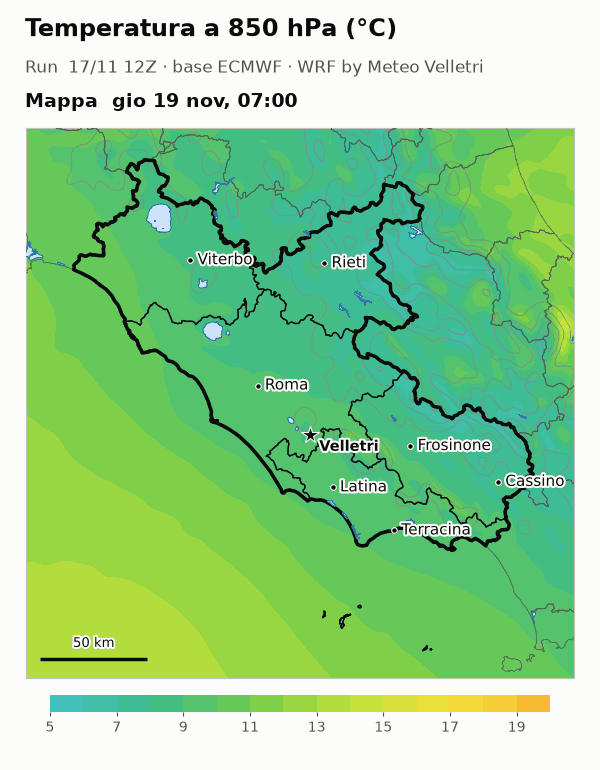 Temperatura a 850 hPa (°C)
Run  17/11 12Z · base ECMWF · WRF by Meteo Velletri
Mappa  gio 19 nov, 07:00
Viterbo
Rieti
Roma
Velletri
Frosinone
Cassino
Latina
Terracina
50 km
5 7 9 11 13 15 17 19